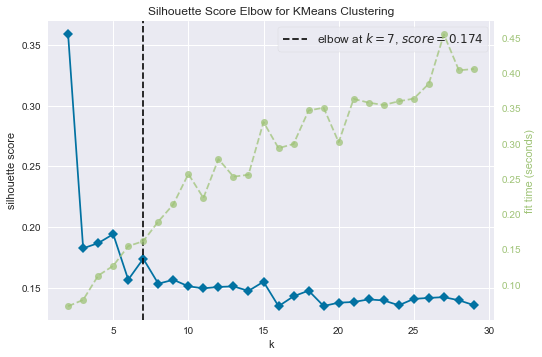 Silhouette Score Elbow for KMeans Clustering
elbow at k = 7, score = 0.174
0.35
0.30
0.25
0.20
0.15
silhouette score
0.45
0.40
0.35
0.30
0.25
0.20
0.15
0.10
fit time (seconds)
5 10 15 20 25 30
k